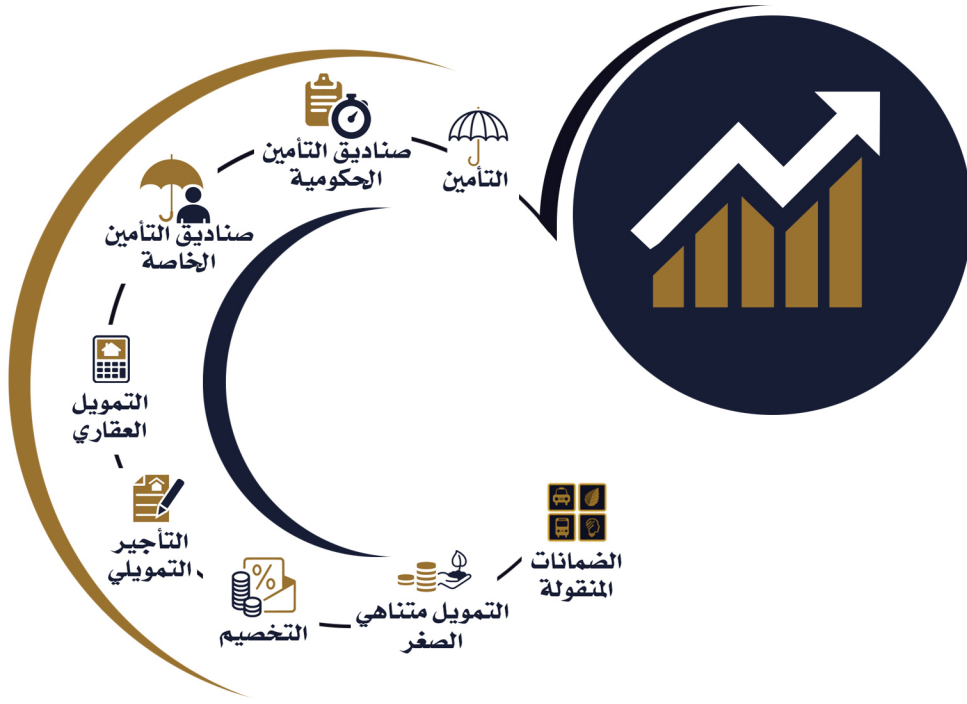 التأمين
صناديق التأمين
الحكومية
صناديق التأمين
الخاصة
التمويل
العقاري
التأجير
التمويلي
التخصيم
التمويل متناهي
الصغر
الضمانات
المنقولة